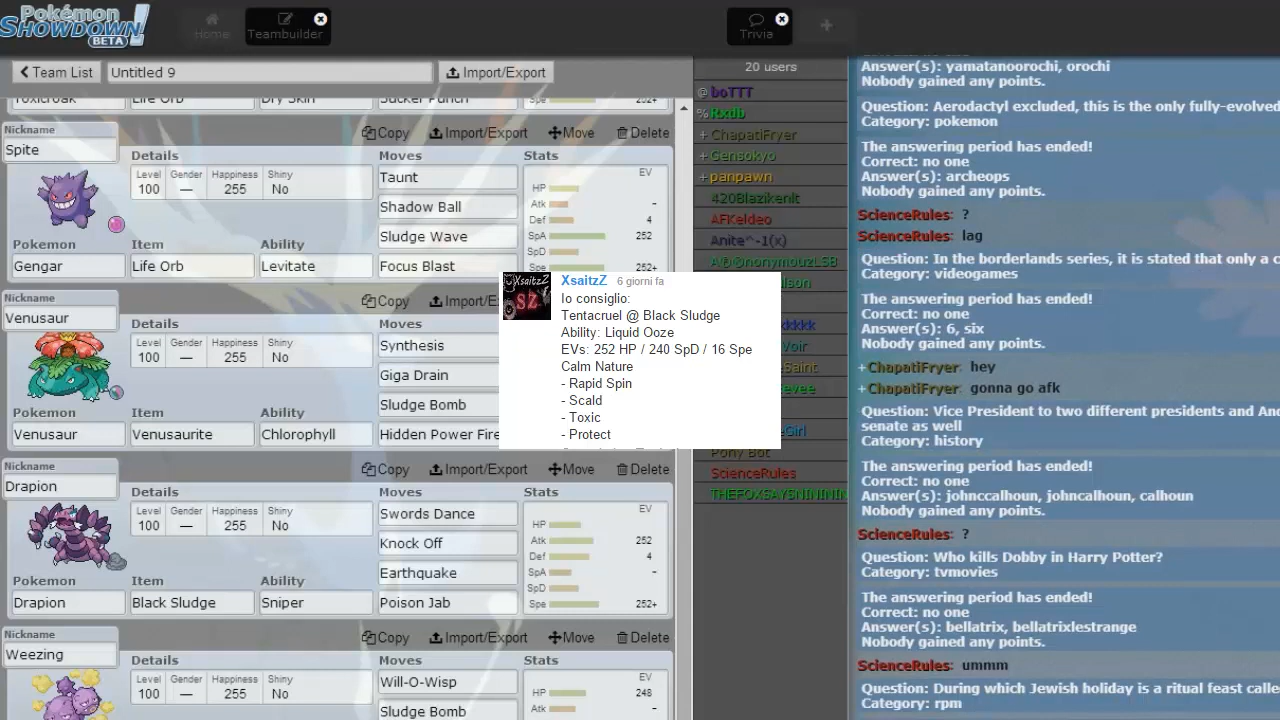 Pokémon
SHOWDOWN!
BETA
Home
Teambuilder
Trivia
Team List
Untitled 9
Import/Export
Toxicroak
Life Orb
Dry Skin
Sucker Punch
Spe
252+
Nickname
Spite
Copy
Import/Export
Move
Delete
Details
Moves
Stats
Level
Gender
Happiness
Shiny
100
—
255
No
Taunt
Shadow Ball
Sludge Wave
Focus Blast
EV
HP
Atk -
Def 4
SpA 252
SpD
Spe 252+
Pokemon
Item
Ability
Gengar
Life Orb
Levitate
Nickname
Venusaur
Copy
Details
Moves
Level
Gender
Happiness
Shiny
100
—
255
No
Synthesis
Giga Drain
Sludge Bomb
Hidden Power Fire
Pokemon
Item
Ability
Venusaur
Venusaurite
Chlorophyll
XsaitzZ 6 giorni fa
Io consiglio:
Tentacruel @ Black Sludge
Ability: Liquid Ooze
EVs: 252 HP / 240 SpD / 16 Spe
Calm Nature
- Rapid Spin
- Scald
- Toxic
- Protect
Nickname
Drapion
Copy
Import/Export
Move
Delete
Details
Moves
Stats
Level
Gender
Happiness
Shiny
100
—
255
No
Swords Dance
Knock Off
Earthquake
Poison Jab
EV
HP
Atk 252
Def 4
SpA -
SpD
Spe 252+
Pokemon
Item
Ability
Drapion
Black Sludge
Sniper
Nickname
Weezing
Copy
Import/Export
Move
Delete
Details
Moves
Stats
Level
Gender
Happiness
Shiny
100
—
255
No
Will-O-Wisp
Sludge Bomb
EV
HP 248
Atk -
20 users
@ boTTT
% Rxdb
+ ChapatiFryer
+ Gensokyo
+ panpawn
420Blazikenit
AFKeldeo
Anite^-1(x)
Pony Bot
ScienceRules
THEFOXSAYSNINININ
Answer(s): yamatanoorochi, orochi
Nobody gained any points.
Question: Aerodactyl excluded, this is the only fully-evolved
Category: pokemon
The answering period has ended!
Correct: no one
Answer(s): archeops
Nobody gained any points.
ScienceRules: ?
ScienceRules: lag
Question: In the borderlands series, it is stated that only a c
Category: videogames
The answering period has ended!
Correct: no one
Answer(s): 6, six
Nobody gained any points.
+ChapatiFryer: hey
+ChapatiFryer: gonna go afk
Question: Vice President to two different presidents and And
senate as well
Category: history
The answering period has ended!
Correct: no one
Answer(s): johnccalhoun, johncalhoun, calhoun
Nobody gained any points.
ScienceRules: ?
Question: Who kills Dobby in Harry Potter?
Category: tvmovies
The answering period has ended!
Correct: no one
Answer(s): bellatrix, bellatrixlestrange
Nobody gained any points.
ScienceRules: ummm
Question: During which Jewish holiday is a ritual feast calle
Category: rpm